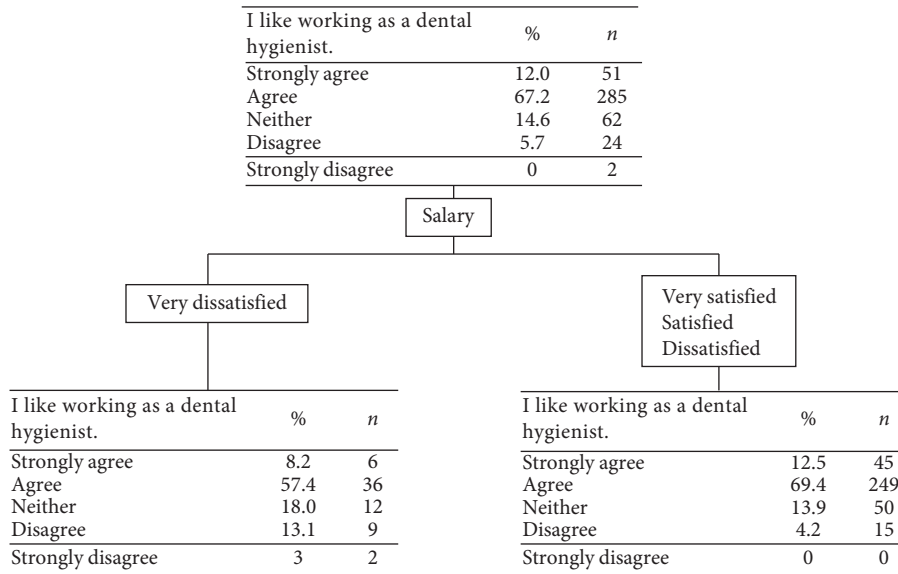 I like working as a dental % n
hygienist.
Strongly agree 12.0 51
Agree 67.2 285
Neither 14.6 62
Disagree 5.7 24
Strongly disagree 0 2
Salary
Very dissatisfied
Very satisfied
Satisfied
Dissatisfied
I like working as a dental % n
hygienist.
Strongly agree 8.2 6
Agree 57.4 36
Neither 18.0 12
Disagree 13.1 9
Strongly disagree 3 2
I like working as a dental % n
hygienist.
Strongly agree 12.5 45
Agree 69.4 249
Neither 13.9 50
Disagree 4.2 15
Strongly disagree 0 0